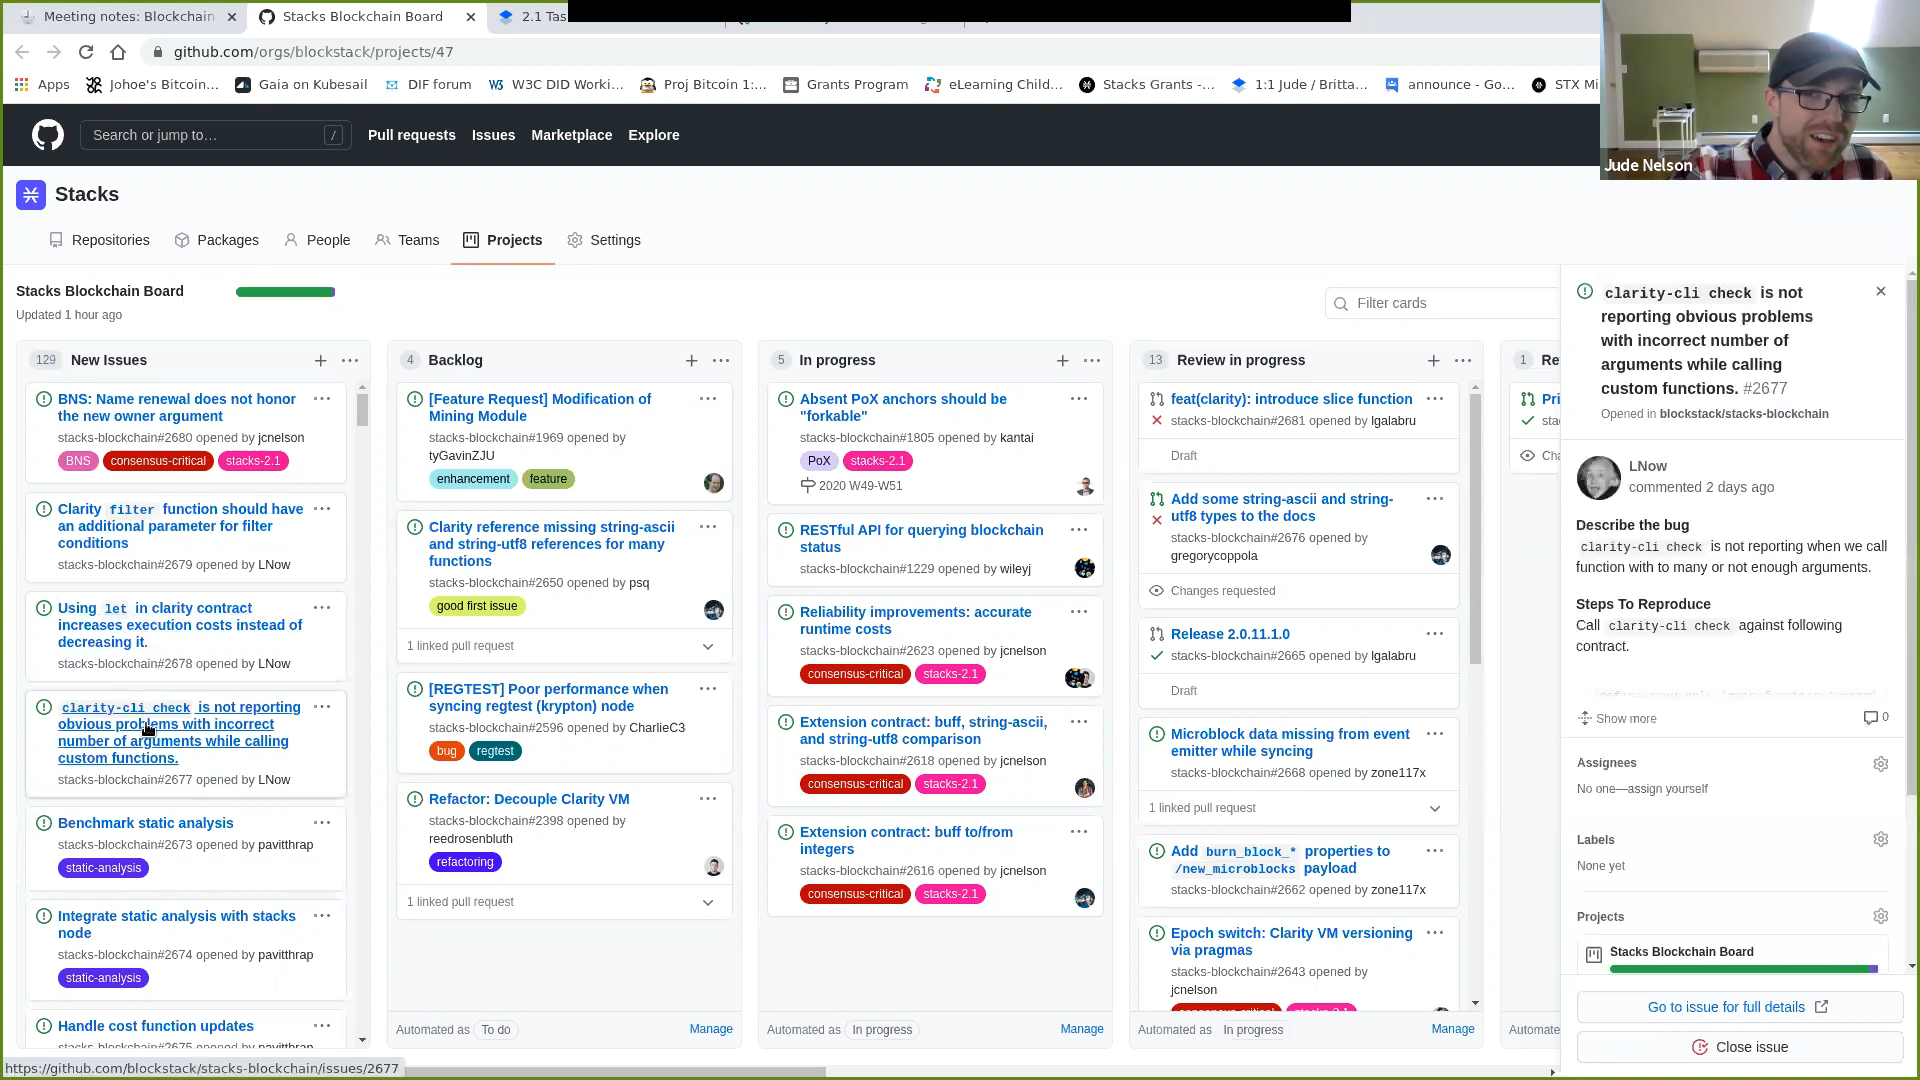 Meeting notes: Blockchain
Stacks Blockchain Board
2.1 Tas
github.com/orgs/blockstack/projects/47
Apps
Johoe's Bitcoin…
Gaia on Kubesail
DIF forum
W3C DID Worki…
Proj Bitcoin 1:…
Grants Program
eLearning Child…
Stacks Grants -…
1:1 Jude / Britta…
announce - Go…
STX Mi
Search or jump to…
/
Pull requests
Issues
Marketplace
Explore
Jude Nelson
Stacks
Repositories
Packages
People
Teams
Projects
Settings
Stacks Blockchain Board
Updated 1 hour ago
Filter cards
129 New Issues
BNS: Name renewal does not honor
the new owner argument
stacks-blockchain#2680 opened by jcnelson
BNS consensus-critical stacks-2.1
Clarity filter function should have
an additional parameter for filter
conditions
stacks-blockchain#2679 opened by LNow
Using let in clarity contract
increases execution costs instead of
decreasing it.
stacks-blockchain#2678 opened by LNow
clarity-cli check is not reporting
obvious problems with incorrect
number of arguments while calling
custom functions.
stacks-blockchain#2677 opened by LNow
Benchmark static analysis
stacks-blockchain#2673 opened by pavitthrap
static-analysis
Integrate static analysis with stacks
node
stacks-blockchain#2674 opened by pavitthrap
static-analysis
Handle cost function updates
stacks-blockchain#2675 opened by pavitthrap
4 Backlog
[Feature Request] Modification of
Mining Module
stacks-blockchain#1969 opened by
tyGavinZJU
enhancement feature
Clarity reference missing string-ascii
and string-utf8 references for many
functions
stacks-blockchain#2650 opened by psq
good first issue
1 linked pull request
[REGTEST] Poor performance when
syncing regtest (krypton) node
stacks-blockchain#2596 opened by CharlieC3
bug regtest
Refactor: Decouple Clarity VM
stacks-blockchain#2398 opened by
reedrosenbluth
refactoring
1 linked pull request
Automated as To do
Manage
5 In progress
Absent PoX anchors should be
"forkable"
stacks-blockchain#1805 opened by kantai
PoX stacks-2.1
2020 W49-W51
RESTful API for querying blockchain
status
stacks-blockchain#1229 opened by wileyj
Reliability improvements: accurate
runtime costs
stacks-blockchain#2623 opened by jcnelson
consensus-critical stacks-2.1
Extension contract: buff, string-ascii,
and string-utf8 comparison
stacks-blockchain#2618 opened by jcnelson
consensus-critical stacks-2.1
Extension contract: buff to/from
integers
stacks-blockchain#2616 opened by jcnelson
consensus-critical stacks-2.1
Automated as In progress
Manage
13 Review in progress
feat(clarity): introduce slice function
stacks-blockchain#2681 opened by lgalabru
Draft
Add some string-ascii and string-
utf8 types to the docs
stacks-blockchain#2676 opened by
gregorycoppola
Changes requested
Release 2.0.11.1.0
stacks-blockchain#2665 opened by lgalabru
Draft
Microblock data missing from event
emitter while syncing
stacks-blockchain#2668 opened by zone117x
1 linked pull request
Add burn_block_* properties to
/new_microblocks payload
stacks-blockchain#2662 opened by zone117x
Epoch switch: Clarity VM versioning
via pragmas
stacks-blockchain#2643 opened by
jcnelson
consensus-critical stacks-2.1
Automated as In progress
Manage
1 Re
Pri
stac
Cha
Automate
clarity-cli check is not
reporting obvious problems
with incorrect number of
arguments while calling
custom functions. #2677
Opened in blockstack/stacks-blockchain
LNow
commented 2 days ago
Describe the bug
clarity-cli check is not reporting when we call
function with to many or not enough arguments.
Steps To Reproduce
Call clarity-cli check against following
contract.
Show more
0
Assignees
No one—assign yourself
Labels
None yet
Projects
Stacks Blockchain Board
Go to issue for full details
Close issue
https://github.com/blockstack/stacks-blockchain/issues/2677